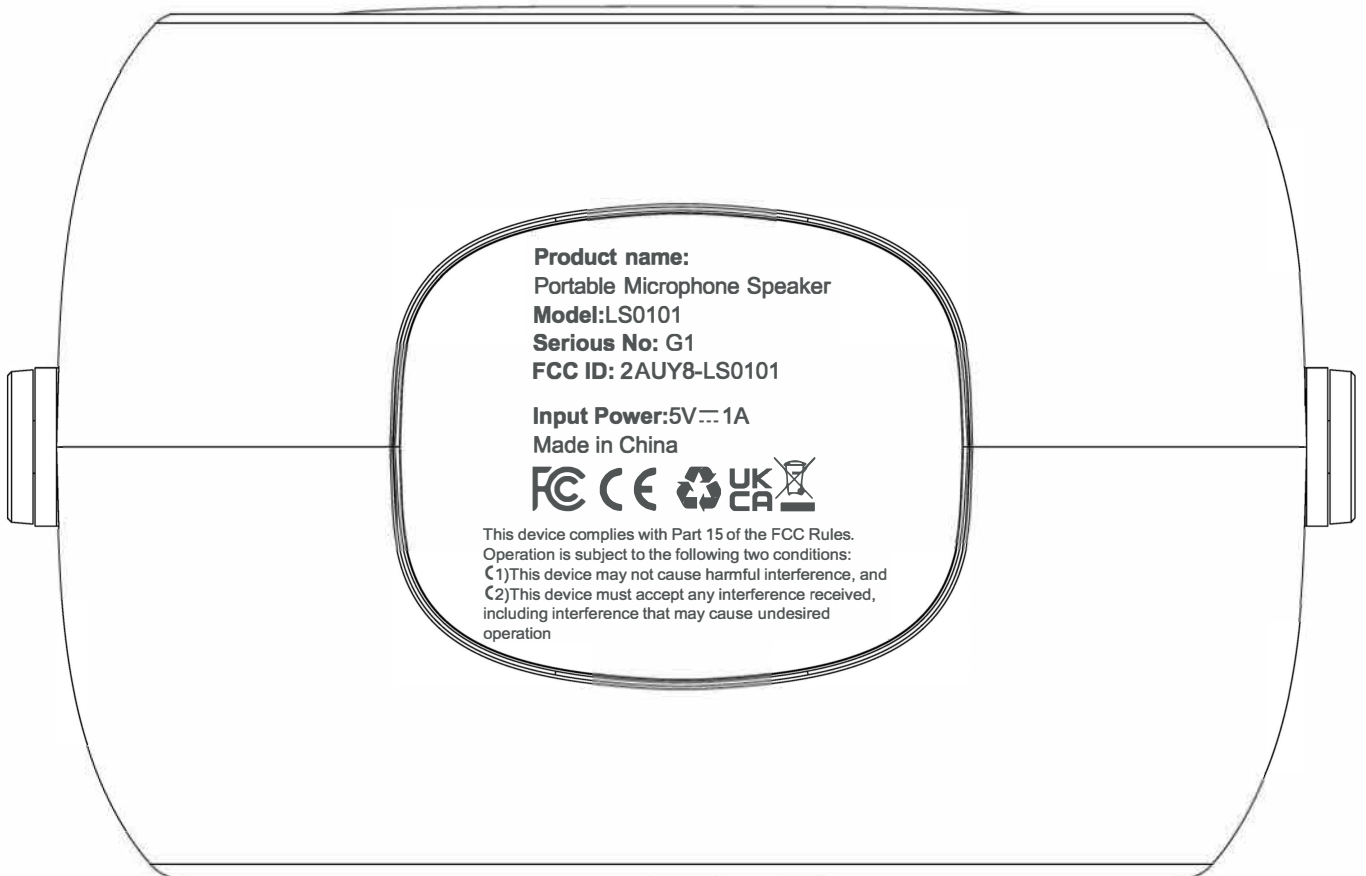 Product name:
Portable Microphone Speaker
Model:LS0101
Serious No: G1
FCC ID: 2AUY8-LS0101
Input Power:5V⎓1A
Made in China
FC CE UK
CA
This device complies with Part 15 of the FCC Rules.
Operation is subject to the following two conditions:
(1)This device may not cause harmful interference, and
(2)This device must accept any interference received,
including interference that may cause undesired
operation